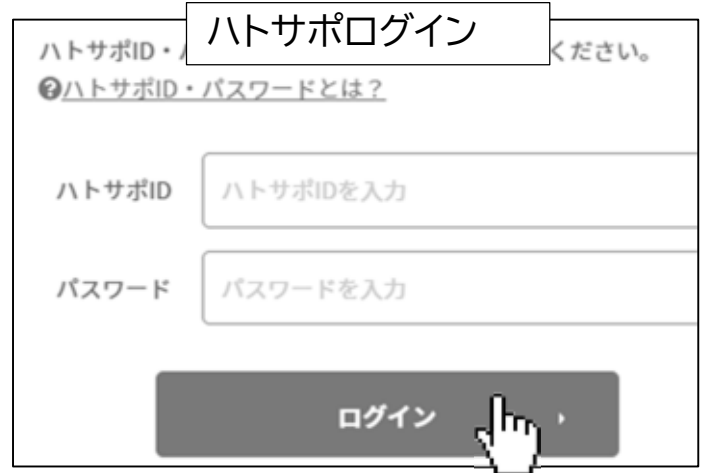 ハトサポログイン
ハトサポID・ ください。
?ハトサポID・パスワードとは？
ハトサポID ハトサポIDを入力
パスワード パスワードを入力
ログイン